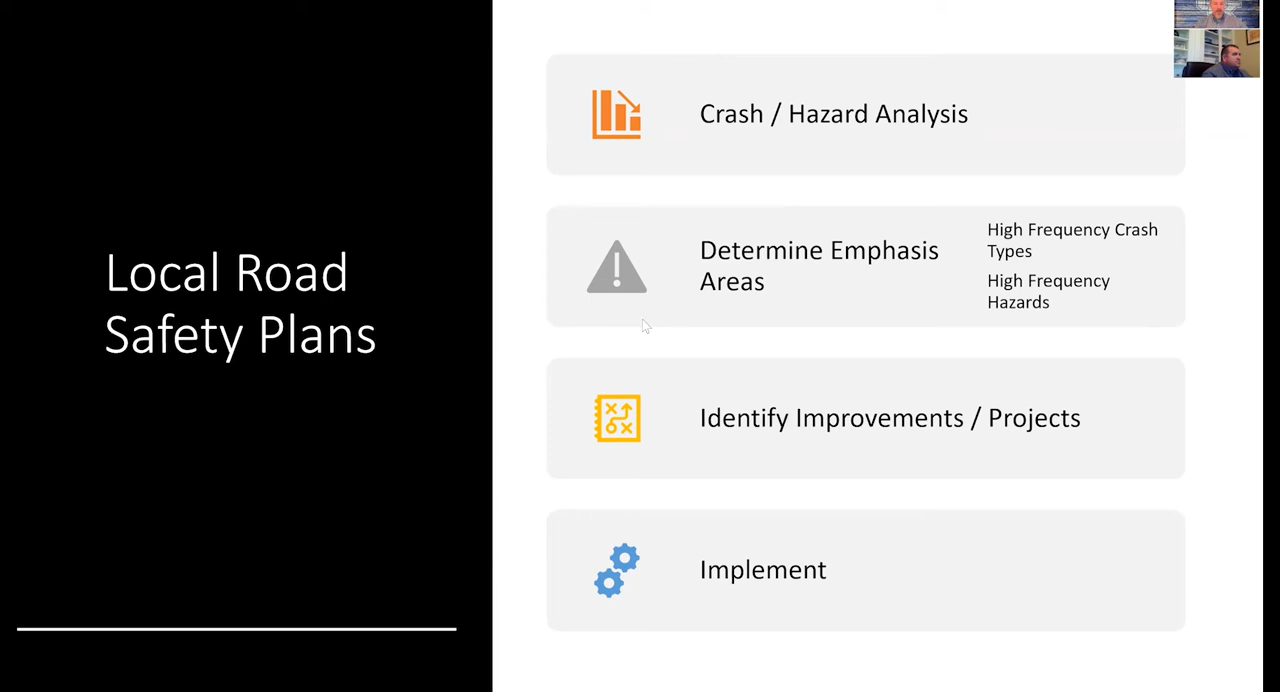 Local Road
Safety Plans
Crash / Hazard Analysis
Determine Emphasis
Areas
High Frequency Crash
Types
High Frequency
Hazards
Identify Improvements / Projects
Implement